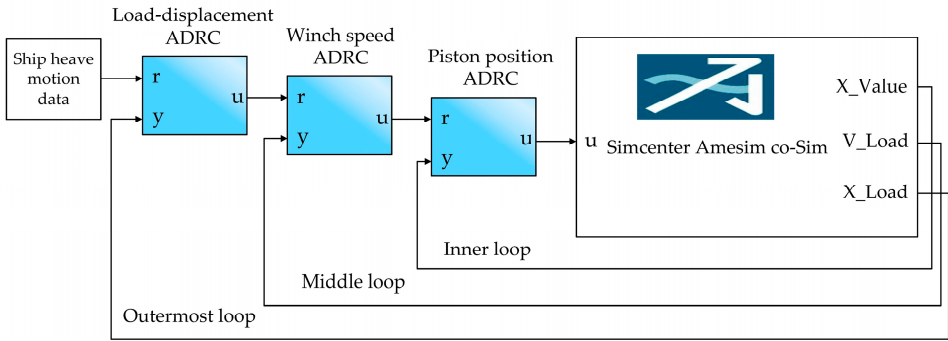 Load-displacement
ADRC
Winch speed
ADRC
Piston position
ADRC
Ship heave
motion
data
r
y
u
r
y
u
r
y
u
u
Simcenter Amesim co-Sim
X_Value
V_Load
X_Load
Inner loop
Middle loop
Outermost loop